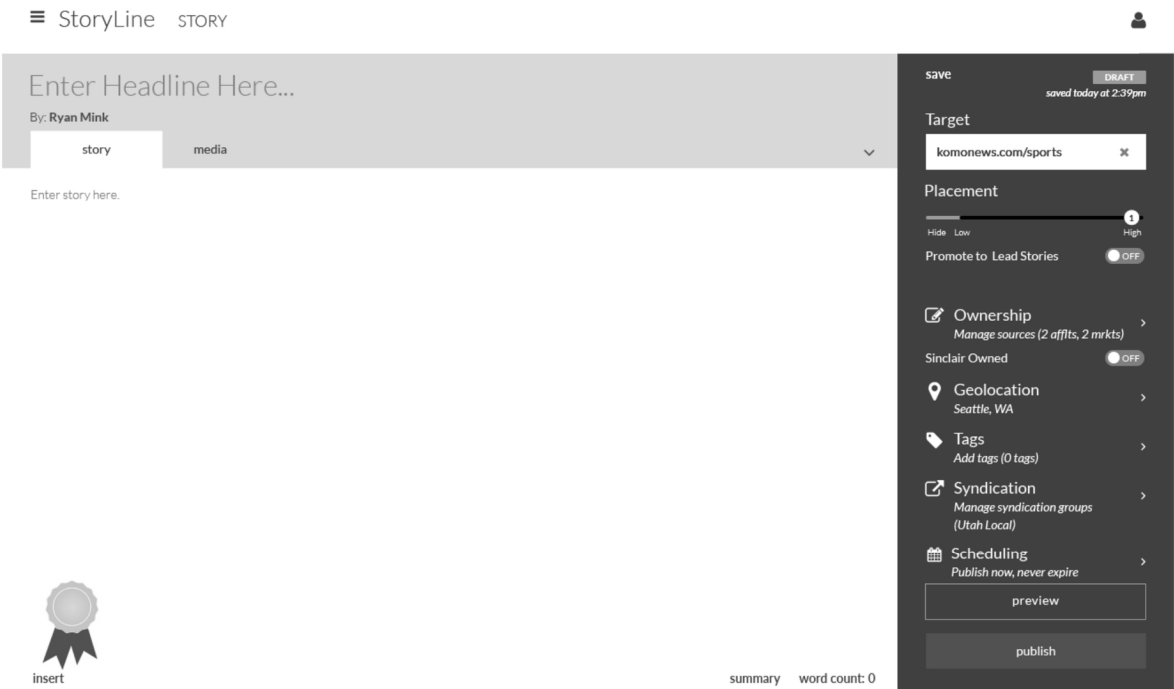 StoryLine STORY
Enter Headline Here...
By: Ryan Mink
story media
Enter story here.
insert
summary word count: 0
save DRAFT
saved today at 2:39pm
Target
komonews.com/sports
Placement
1
Hide Low High
Promote to Lead Stories OFF
Ownership
Manage sources (2 afflts, 2 mrkts)
Sinclair Owned OFF
Geolocation
Seattle, WA
Tags
Add tags (0 tags)
Syndication
Manage syndication groups
(Utah Local)
Scheduling
Publish now, never expire
preview
publish